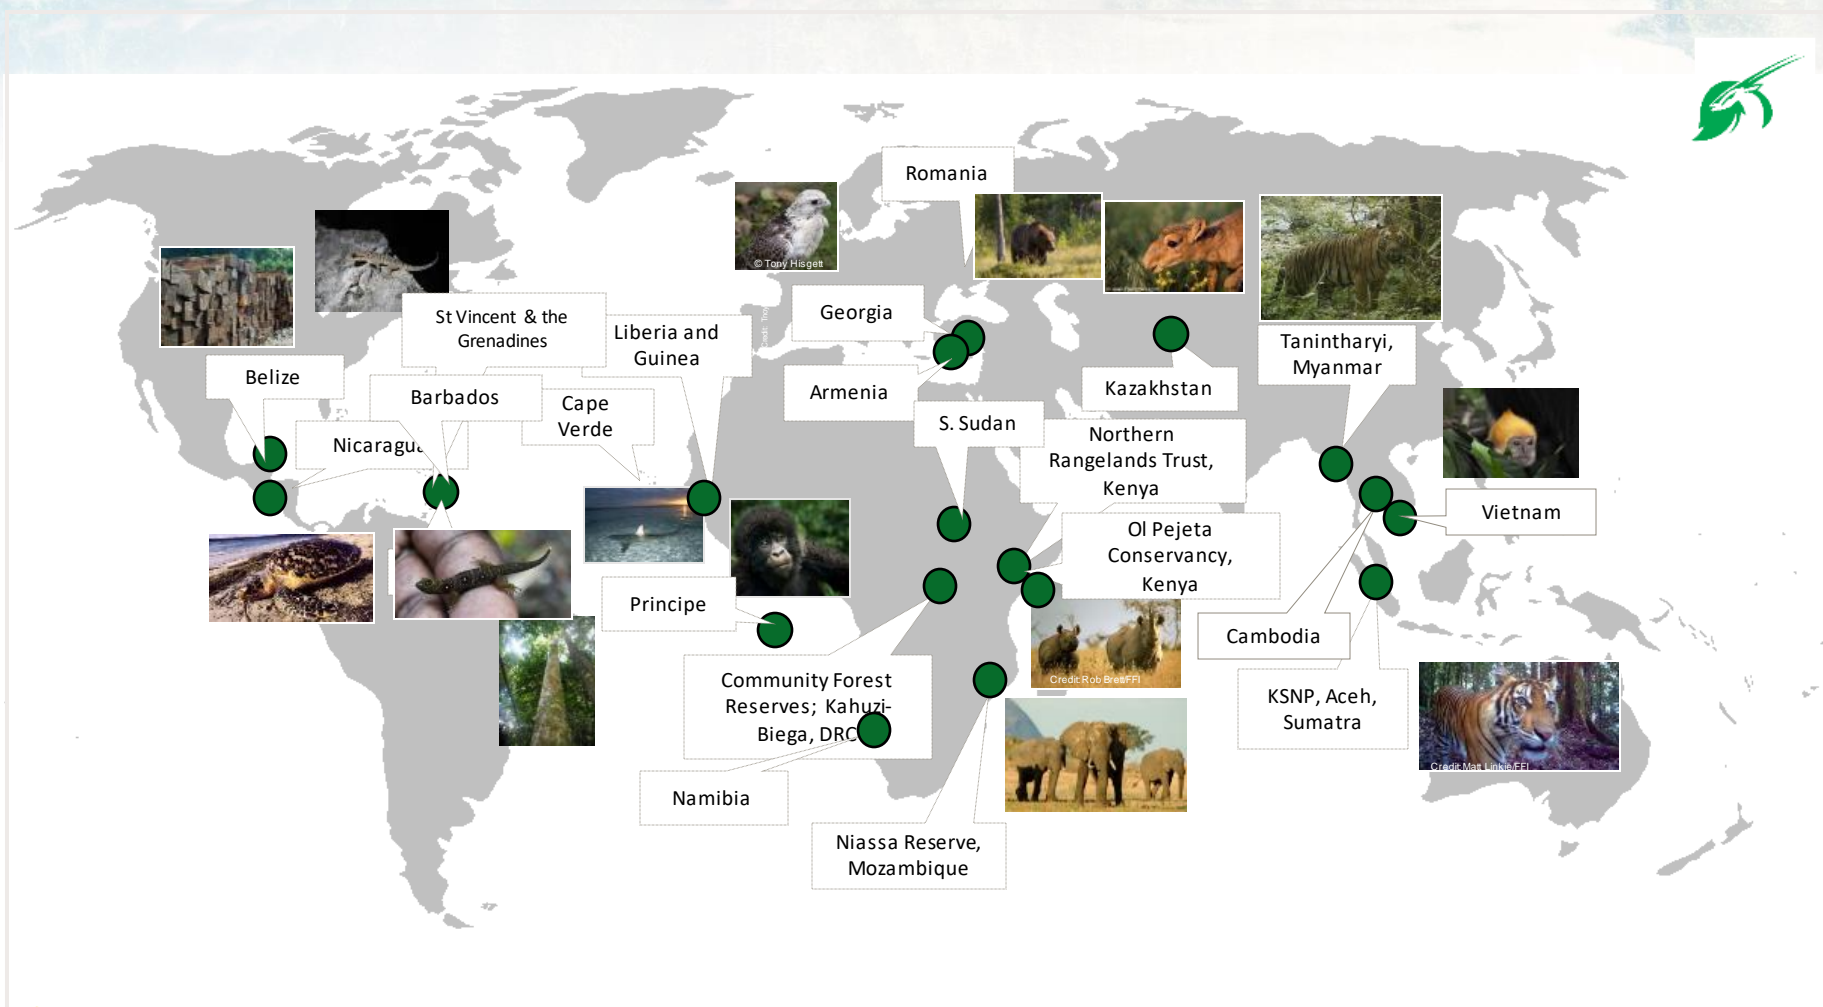 Romania
© Tony Hisgett
St Vincent & the
Grenadines
Liberia and
Guinea
Georgia
Tanintharyi,
Myanmar
Belize
Barbados
Armenia
Kazakhstan
Cape
Verde
S. Sudan
Nicaragu
Northern
Rangelands Trust,
Kenya
Vietnam
Ol Pejeta
Conservancy,
Kenya
Principe
Cambodia
Community Forest
Reserves; Kahuzi-
Biega, DRC
Credit: Rob Bret/FFI
KSNP, Aceh,
Sumatra
Credit:Matt Linkie/FFI
Namibia
Niassa Reserve,
Mozambique